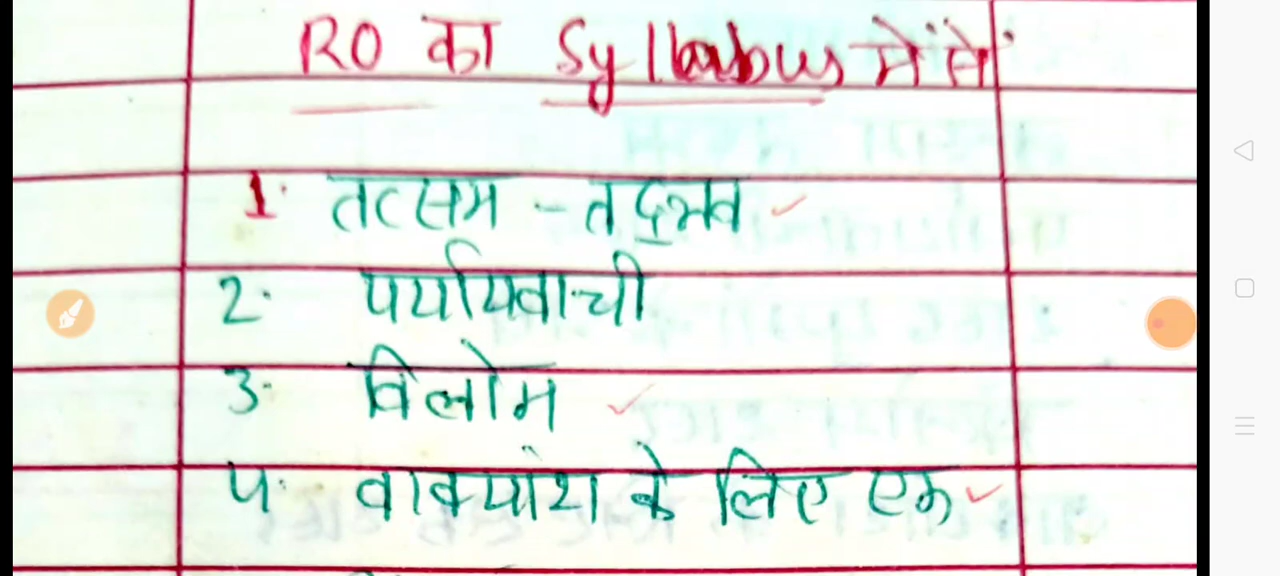 RO का Syllabus में से
1. तत्सम - तद्भव
2. पर्यायवाची
3. विलोम
4. वाक्यांश के लिए एक